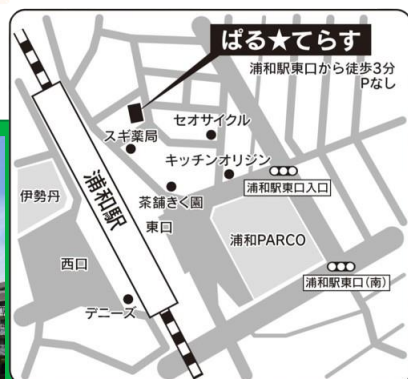 ぱる★てらす
浦和駅東口から徒歩3分
Pなし
セオサイクル
スギ薬局
キッチンオリジン
浦和駅東口入口
伊勢丹
浦和駅
茶舗きく園
東口
浦和PARCO
西口
浦和駅東口(南)
デニーズ